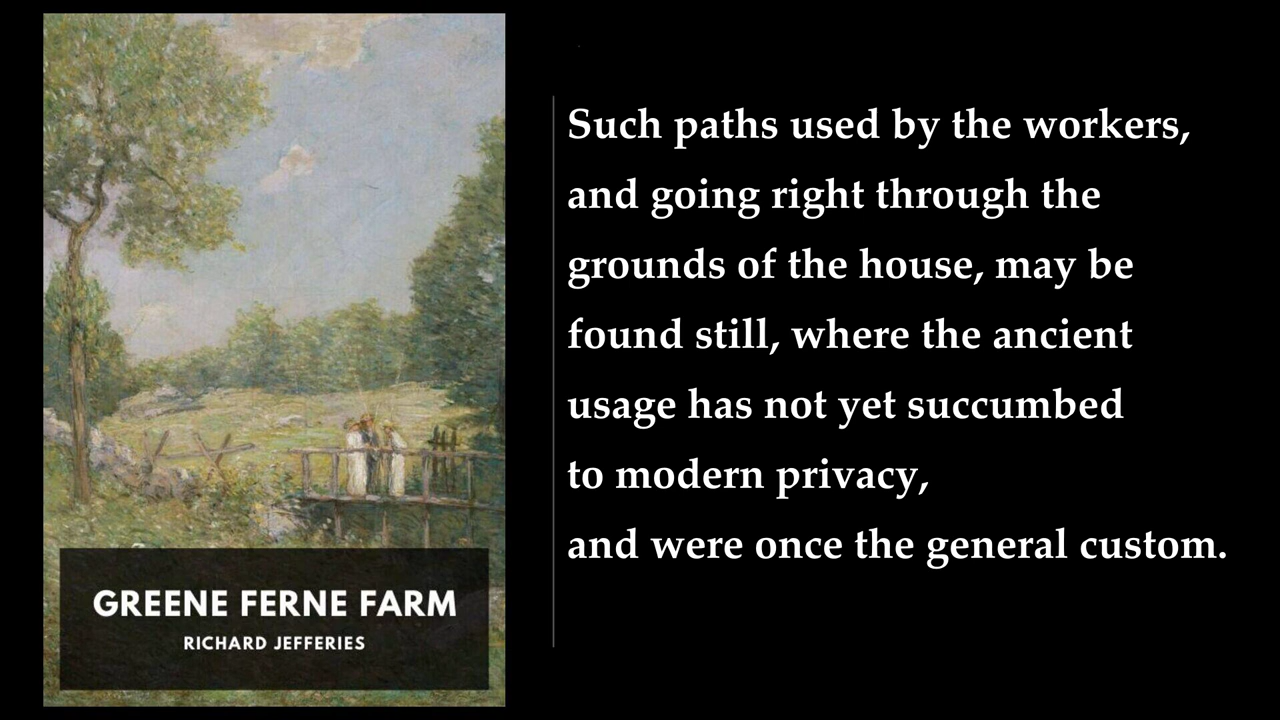 GREENE FERNE FARM
RICHARD JEFFERIES
Such paths used by the workers,
and going right through the
grounds of the house, may be
found still, where the ancient
usage has not yet succumbed
to modern privacy,
and were once the general custom.